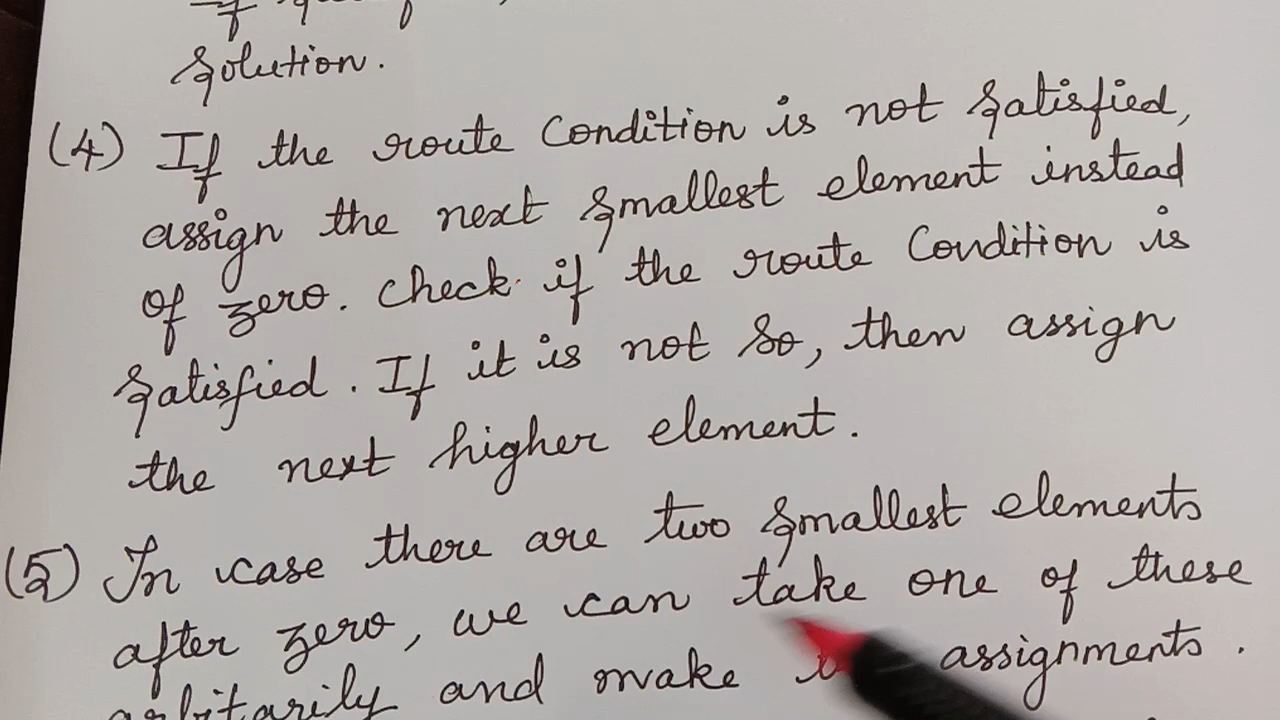 solution.
(4) If the route condition is not satisfied,
assign the next smallest element instead
of zero. Check if the route condition is
satisfied. If it is not so, then assign
the next higher element.
(5) In case there are two smallest elements
after zero, we can take one of these
arbitrarily and make assignments.